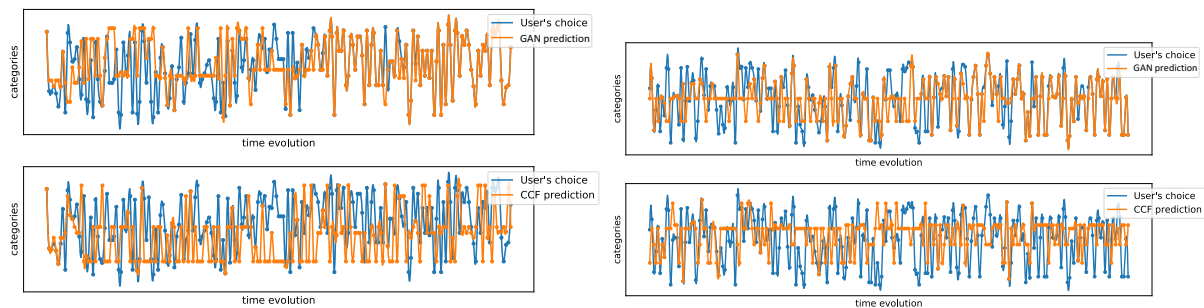 User's choice
GAN prediction
categories
time evolution
User's choice
CCF prediction
categories
time evolution
User's choice
GAN prediction
categories
time evolution
User's choice
CCF prediction
categories
time evolution